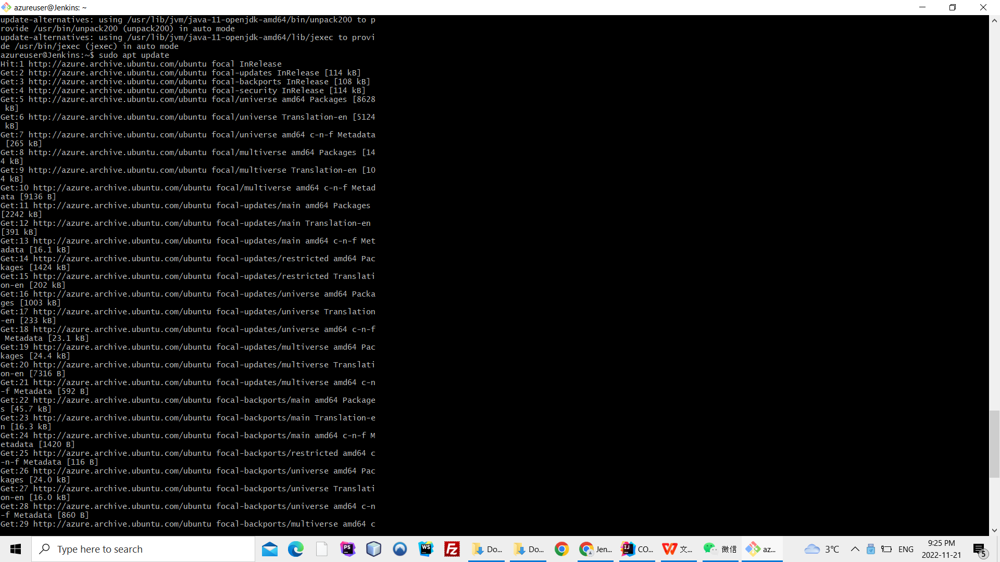 azureuser@Jenkins: ~
update-alternatives: using /usr/lib/jvm/java-11-openjdk-amd64/bin/unpack200 to p
rovide /usr/bin/unpack200 (unpack200) in auto mode
update-alternatives: using /usr/lib/jvm/java-11-openjdk-amd64/lib/jexec to provi
de /usr/bin/jexec (jexec) in auto mode
azureuser@Jenkins:~$ sudo apt update
Hit:1 http://azure.archive.ubuntu.com/ubuntu focal InRelease
Get:2 http://azure.archive.ubuntu.com/ubuntu focal-updates InRelease [114 kB]
Get:3 http://azure.archive.ubuntu.com/ubuntu focal-backports InRelease [108 kB]
Get:4 http://azure.archive.ubuntu.com/ubuntu focal-security InRelease [114 kB]
Get:5 http://azure.archive.ubuntu.com/ubuntu focal/universe amd64 Packages [8628
 kB]
Get:6 http://azure.archive.ubuntu.com/ubuntu focal/universe Translation-en [5124
 kB]
Get:7 http://azure.archive.ubuntu.com/ubuntu focal/universe amd64 c-n-f Metadata
 [265 kB]
Get:8 http://azure.archive.ubuntu.com/ubuntu focal/multiverse amd64 Packages [14
4 kB]
Get:9 http://azure.archive.ubuntu.com/ubuntu focal/multiverse Translation-en [10
4 kB]
Get:10 http://azure.archive.ubuntu.com/ubuntu focal/multiverse amd64 c-n-f Metad
ata [9136 B]
Get:11 http://azure.archive.ubuntu.com/ubuntu focal-updates/main amd64 Packages
[2242 kB]
Get:12 http://azure.archive.ubuntu.com/ubuntu focal-updates/main Translation-en
[391 kB]
Get:13 http://azure.archive.ubuntu.com/ubuntu focal-updates/main amd64 c-n-f Met
adata [16.1 kB]
Get:14 http://azure.archive.ubuntu.com/ubuntu focal-updates/restricted amd64 Pac
kages [1424 kB]
Get:15 http://azure.archive.ubuntu.com/ubuntu focal-updates/restricted Translati
on-en [202 kB]
Get:16 http://azure.archive.ubuntu.com/ubuntu focal-updates/universe amd64 Packa
ges [1003 kB]
Get:17 http://azure.archive.ubuntu.com/ubuntu focal-updates/universe Translation
-en [233 kB]
Get:18 http://azure.archive.ubuntu.com/ubuntu focal-updates/universe amd64 c-n-f
 Metadata [23.1 kB]
Get:19 http://azure.archive.ubuntu.com/ubuntu focal-updates/multiverse amd64 Pac
kages [24.4 kB]
Get:20 http://azure.archive.ubuntu.com/ubuntu focal-updates/multiverse Translati
on-en [7316 B]
Get:21 http://azure.archive.ubuntu.com/ubuntu focal-updates/multiverse amd64 c-n
-f Metadata [592 B]
Get:22 http://azure.archive.ubuntu.com/ubuntu focal-backports/main amd64 Package
s [45.7 kB]
Get:23 http://azure.archive.ubuntu.com/ubuntu focal-backports/main Translation-e
n [16.3 kB]
Get:24 http://azure.archive.ubuntu.com/ubuntu focal-backports/main amd64 c-n-f M
etadata [1420 B]
Get:25 http://azure.archive.ubuntu.com/ubuntu focal-backports/restricted amd64 c
-n-f Metadata [116 B]
Get:26 http://azure.archive.ubuntu.com/ubuntu focal-backports/universe amd64 Pac
kages [24.0 kB]
Get:27 http://azure.archive.ubuntu.com/ubuntu focal-backports/universe Translati
on-en [16.0 kB]
Get:28 http://azure.archive.ubuntu.com/ubuntu focal-backports/universe amd64 c-n
-f Metadata [860 B]
Get:29 http://azure.archive.ubuntu.com/ubuntu focal-backports/multiverse amd64 c
Type here to search PS WS Fz Do... Do... Jen... IJ CO... W 文... 微信 az... 3°C ENG 9:25 PM 5
2022-11-21